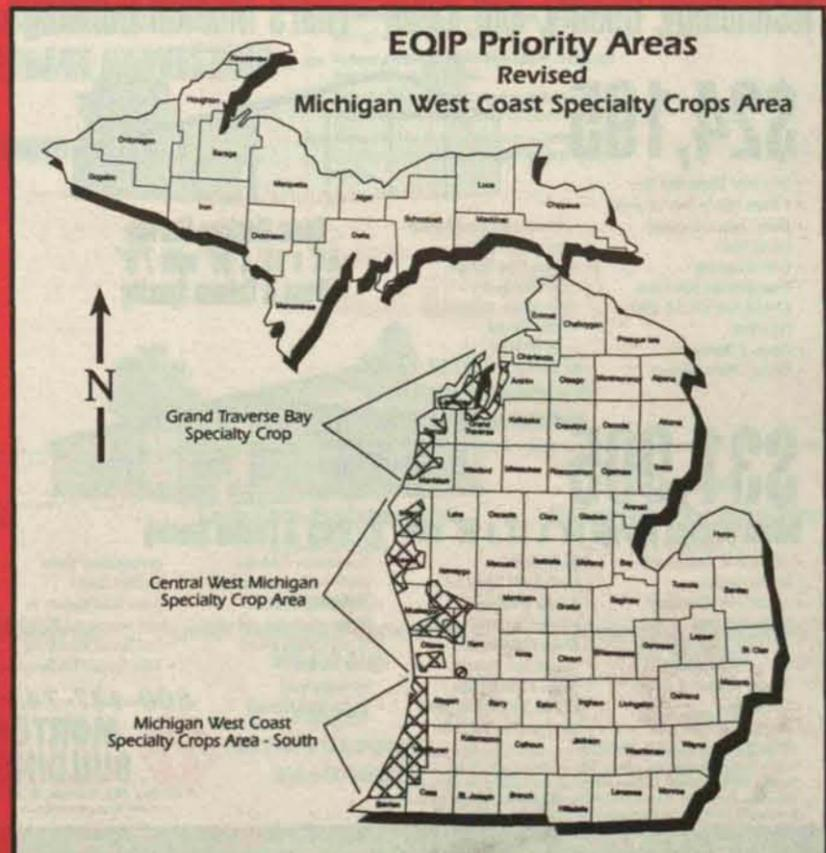 EQIP Priority Areas
Revised
Michigan West Coast Specialty Crops Area
Keweenaw
Houghton
Ontonagon
Baraga
Gogebic
Iron
Marquette
Dickinson
Menominee
Alger
Delta
Schoolcraft
Luce
Mackinac
Chippewa
N
Emmet
Cheboygan
Presque Isle
Charlevoix
Antrim
Otsego
Montmorency
Alpena
Grand Traverse Bay
Specialty Crop
Grand
Traverse
Kalkaska
Crawford
Oscoda
Alcona
Manistee
Wexford
Missaukee
Roscommon
Ogemaw
Iosco
Lake
Osceola
Clare
Gladwin
Arenac
Huron
Central West Michigan
Specialty Crop Area
Newaygo
Mecosta
Isabella
Midland
Bay
Tuscola
Sanilac
Montcalm
Gratiot
Saginaw
Ottawa
Kent
Ionia
Clinton
Shiawassee
Genesee
Lapeer
St. Clair
Michigan West Coast
Specialty Crops Area - South
Allegan
Barry
Eaton
Ingham
Livingston
Oakland
Macomb
Van Buren
Kalamazoo
Calhoun
Jackson
Washtenaw
Wayne
Berrien
Cass
St. Joseph
Branch
Hillsdale
Lenawee
Monroe